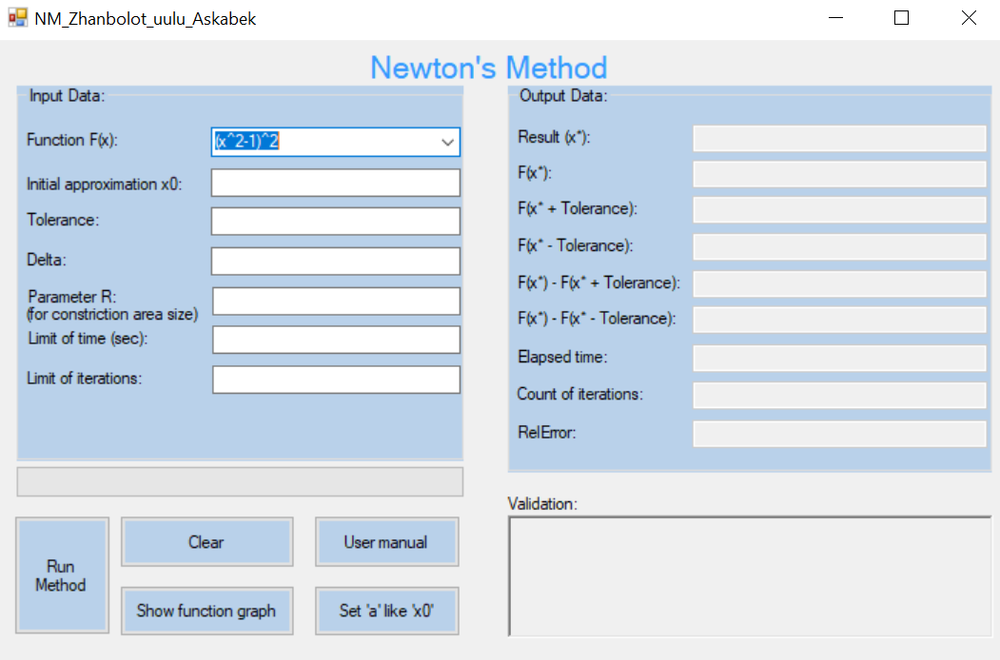 NM_Zhanbolot_uulu_Askabek
Newton's Method
Input Data:
Function F(x):
(x^2-1)^2
Initial approximation x0:
Tolerance:
Delta:
Parameter R:
(for constriction area size)
Limit of time (sec):
Limit of iterations:
Run
Method
Clear
User manual
Show function graph
Set 'a' like 'x0'
Output Data:
Result (x*):
F(x*):
F(x* + Tolerance):
F(x* - Tolerance):
F(x*) - F(x* + Tolerance):
F(x*) - F(x* - Tolerance):
Elapsed time:
Count of iterations:
RelError:
Validation: